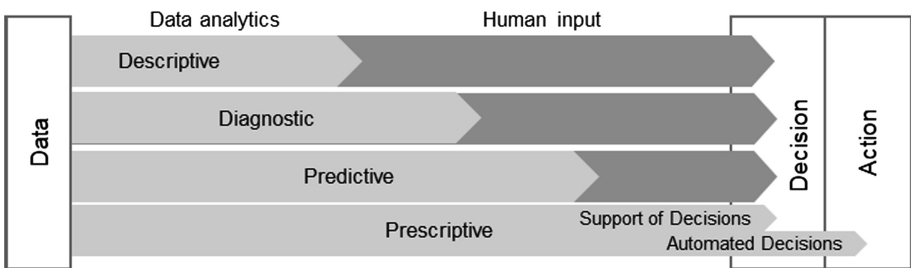 Data analytics
Human input
Descriptive
Diagnostic
Predictive
Prescriptive
Support of Decisions
Automated Decisions
Data
Decision
Action